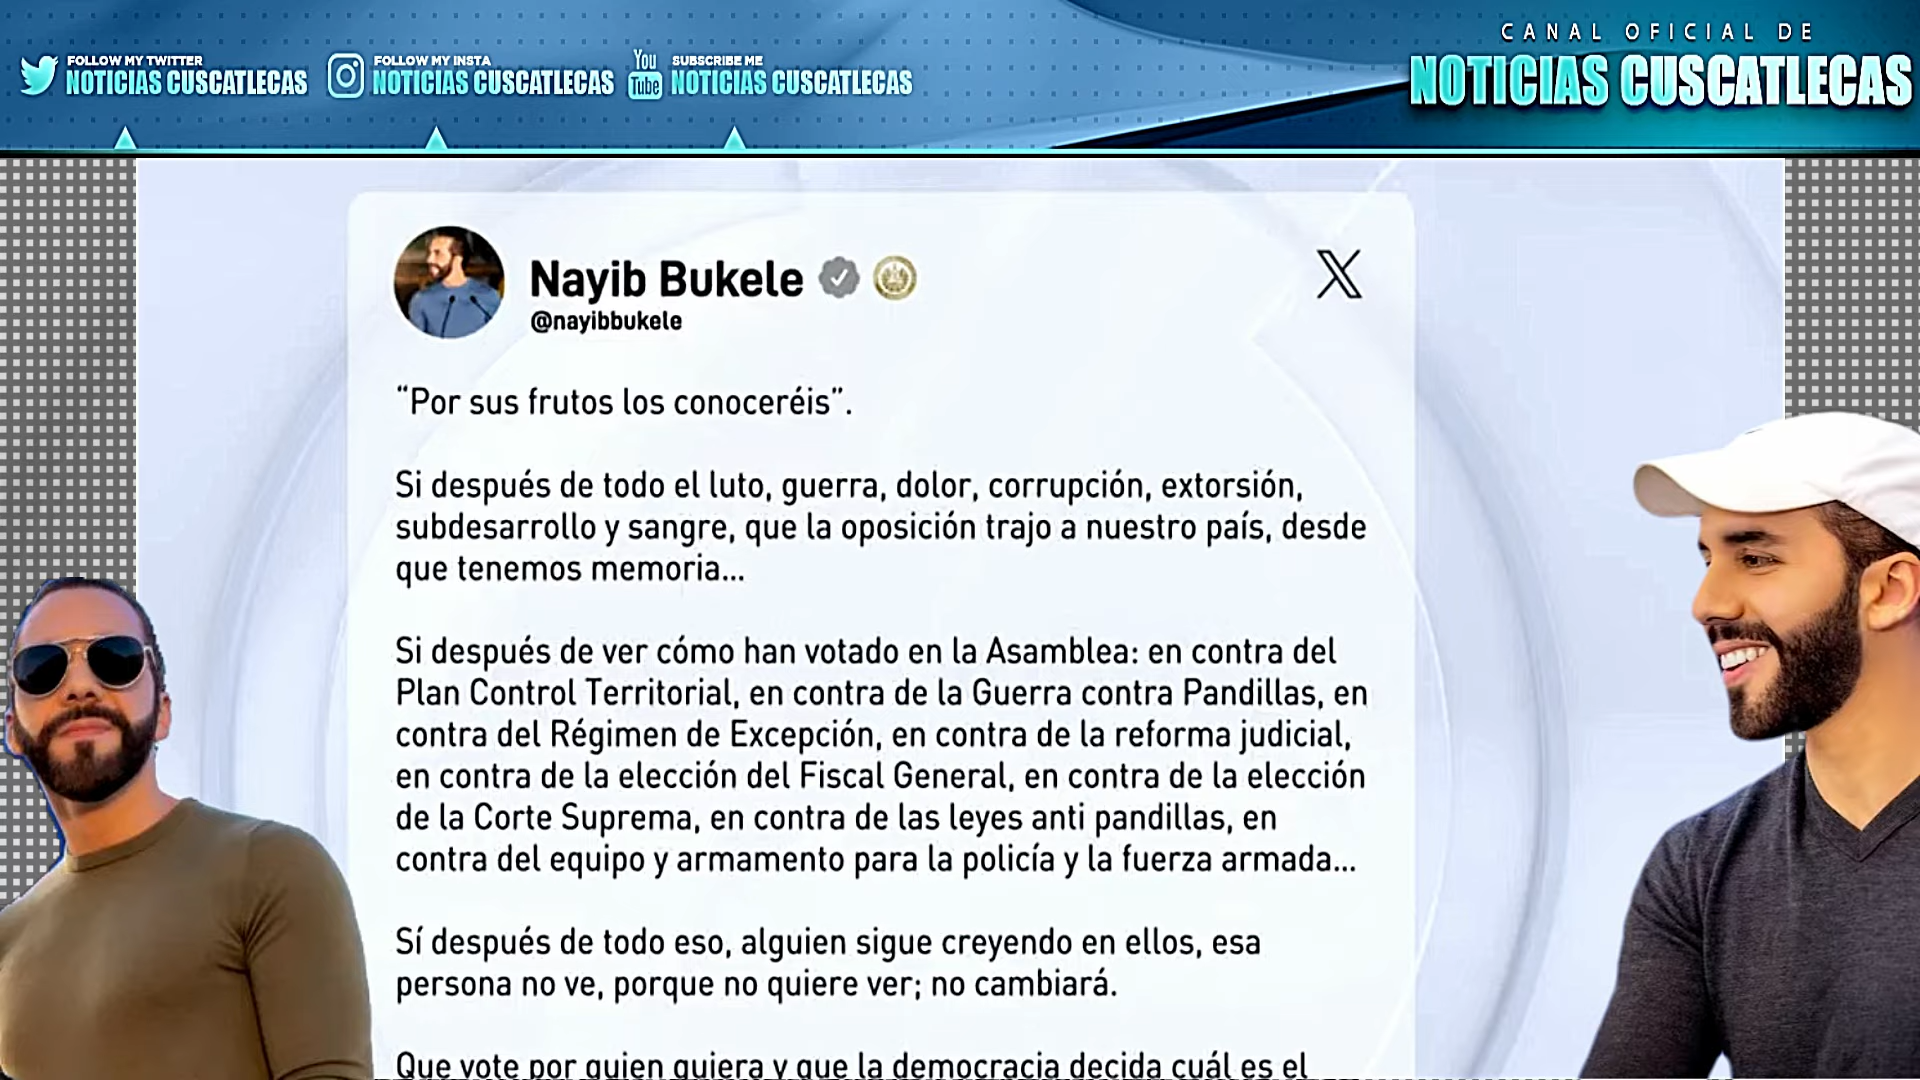 FOLLOW MY TWITTER
NOTICIAS CUSCATLECAS
FOLLOW MY INSTA
NOTICIAS CUSCATLECAS
You Tube
SUBSCRIBE ME
NOTICIAS CUSCATLECAS
CANAL OFICIAL DE
NOTICIAS CUSCATLECAS
Nayib Bukele
X
@nayibbukele
“Por sus frutos los conoceréis”.
Si después de todo el luto, guerra, dolor, corrupción, extorsión,
subdesarrollo y sangre, que la oposición trajo a nuestro país, desde
que tenemos memoria...
Si después de ver cómo han votado en la Asamblea: en contra del
Plan Control Territorial, en contra de la Guerra contra Pandillas, en
contra del Régimen de Excepción, en contra de la reforma judicial,
en contra de la elección del Fiscal General, en contra de la elección
de la Corte Suprema, en contra de las leyes anti pandillas, en
contra del equipo y armamento para la policía y la fuerza armada...
Sí después de todo eso, alguien sigue creyendo en ellos, esa
persona no ve, porque no quiere ver; no cambiará.
Que vote por quien quiera y que la democracia decida cuál es el